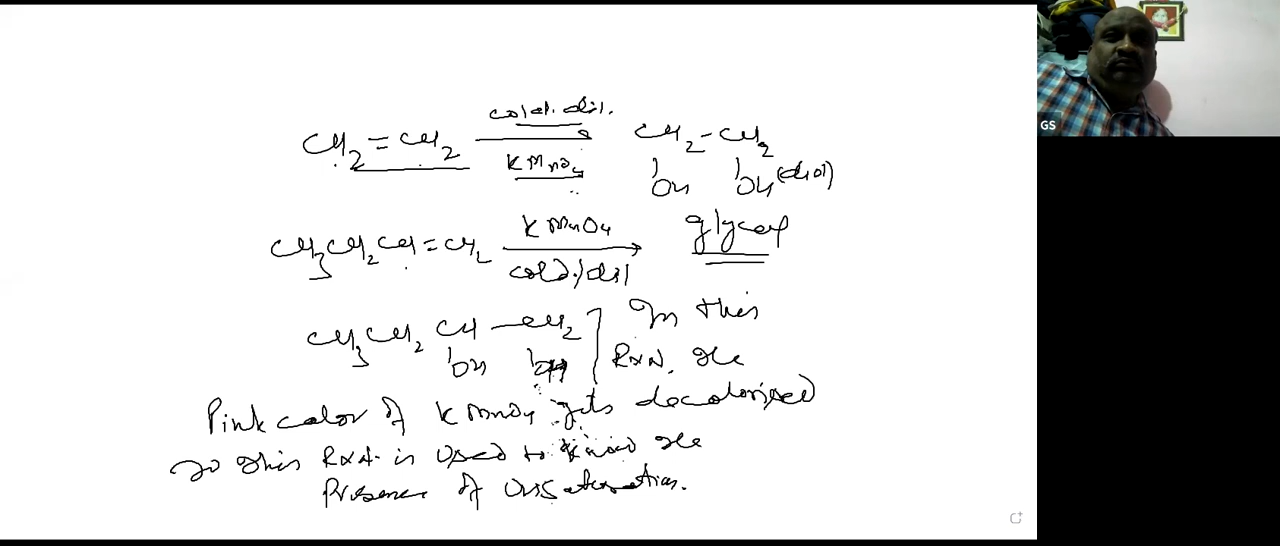 CH2=CH2 cold. dil. KMnO4 CH2-CH2
OH OH (diol)
CH3CH2CH=CH2 KMnO4 cold/dil glycol
CH3CH2 CH-CH2 In this
OH OH RXN. the
Pink color of KMnO4 gets decolorised
so this RXN is used to know the
Presence of Unsaturation.
GS